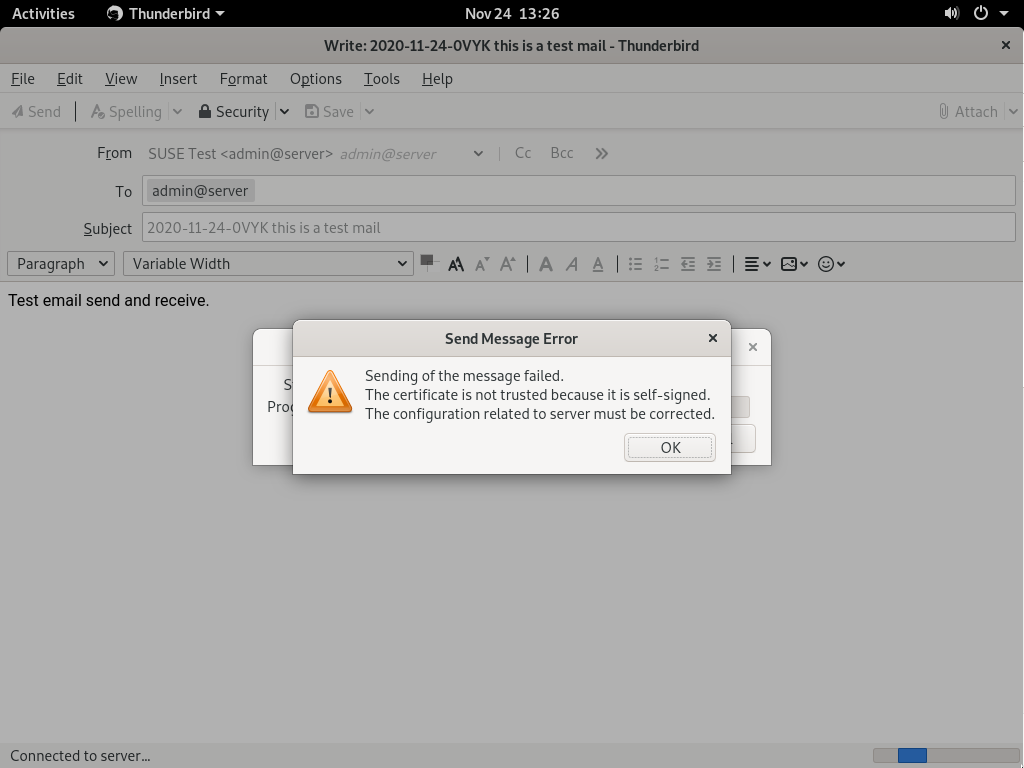 Activities Thunderbird Nov 24 13:26
Write: 2020-11-24-0VYK this is a test mail - Thunderbird
File Edit View Insert Format Options Tools Help
Send Spelling Security Save Attach
From SUSE Test <admin@server> admin@server Cc Bcc
To admin@server
Subject 2020-11-24-0VYK this is a test mail
Paragraph Variable Width
Test email send and receive.
Send Message Error
Sending of the message failed.
The certificate is not trusted because it is self-signed.
The configuration related to server must be corrected.
OK
Connected to server...